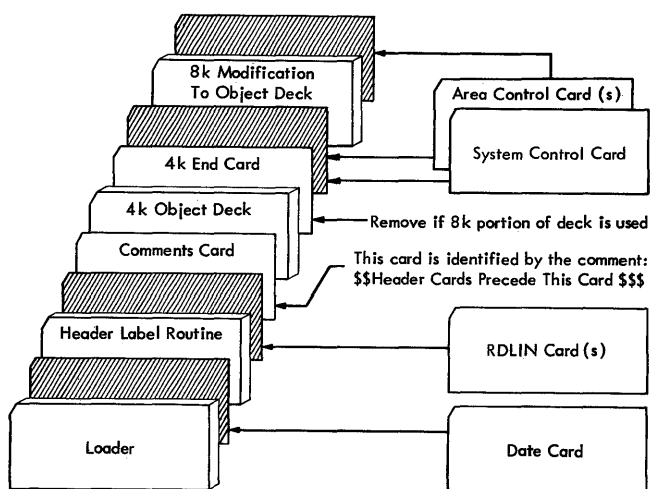 8k Modification
To Object Deck
Area Control Card (s)
System Control Card
4k End Card
4k Object Deck
Remove if 8k portion of deck is used
Comments Card
This card is identified by the comment:
$$Header Cards Precede This Card $$$
Header Label Routine
RDLIN Card (s)
Loader
Date Card